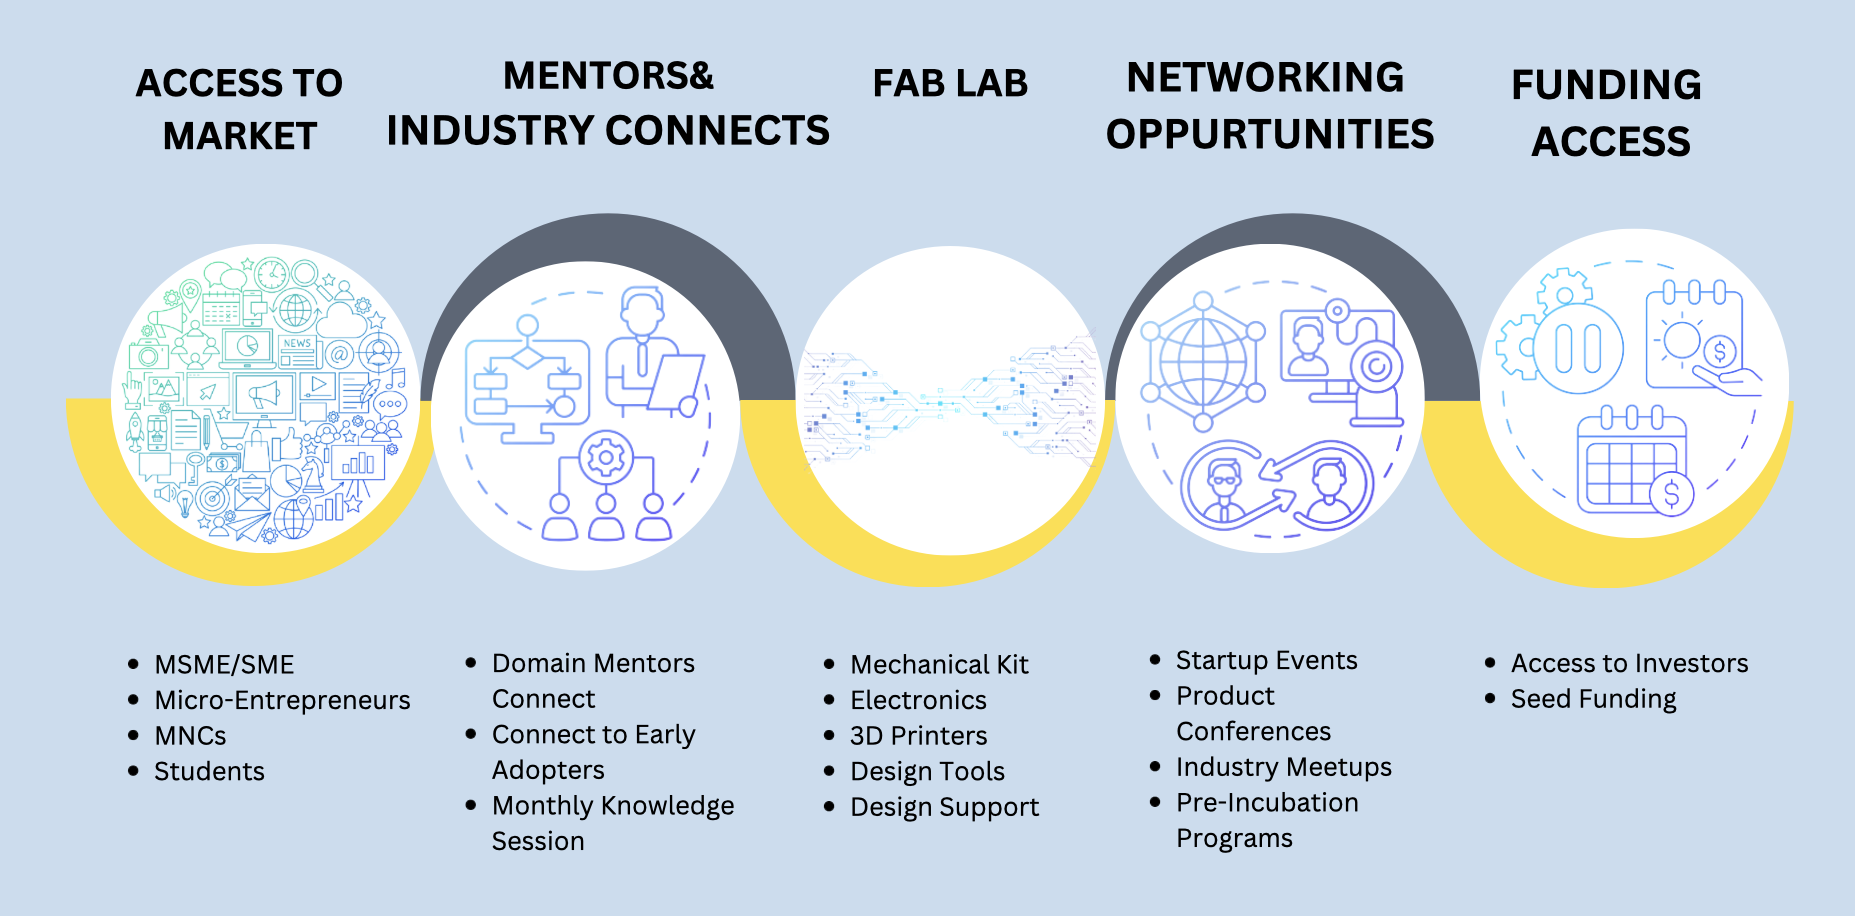 ACCESS TO
MARKET
MENTORS&
INDUSTRY CONNECTS
FAB LAB
NETWORKING
OPPURTUNITIES
FUNDING
ACCESS
NEWS
• MSME/SME
• Micro-Entrepreneurs
• MNCs
• Students
• Domain Mentors
Connect
• Connect to Early
Adopters
• Monthly Knowledge
Session
• Mechanical Kit
• Electronics
• 3D Printers
• Design Tools
• Design Support
• Startup Events
• Product
Conferences
• Industry Meetups
• Pre-Incubation
Programs
• Access to Investors
• Seed Funding